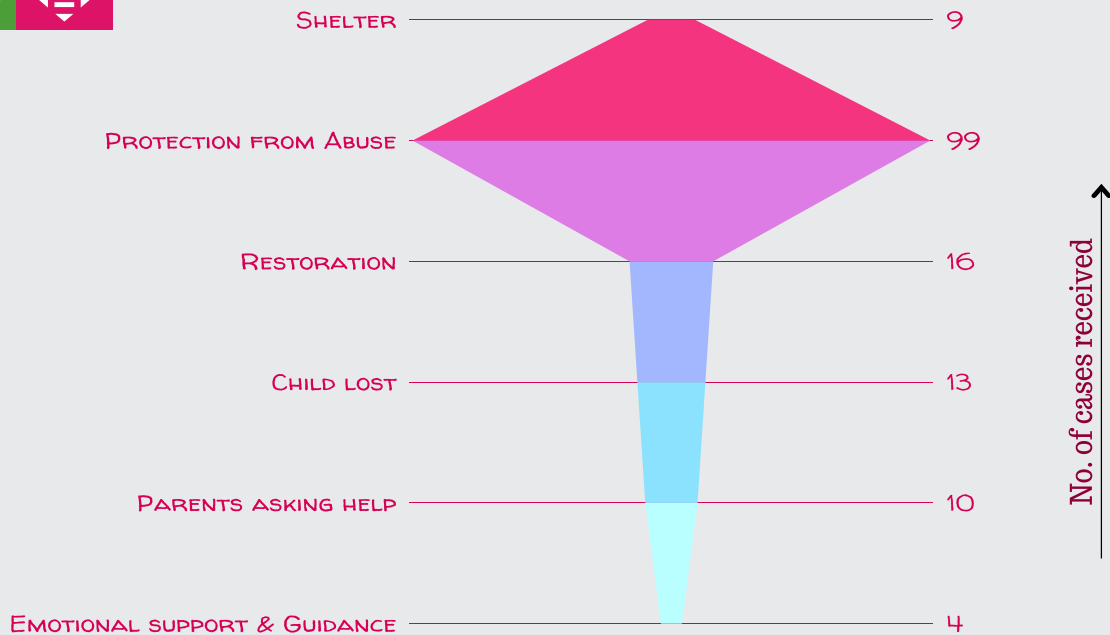 Shelter 9
Protection from Abuse 99
Restoration 16
Child lost 13
Parents asking help 10
Emotional support & Guidance 4
No. of cases received